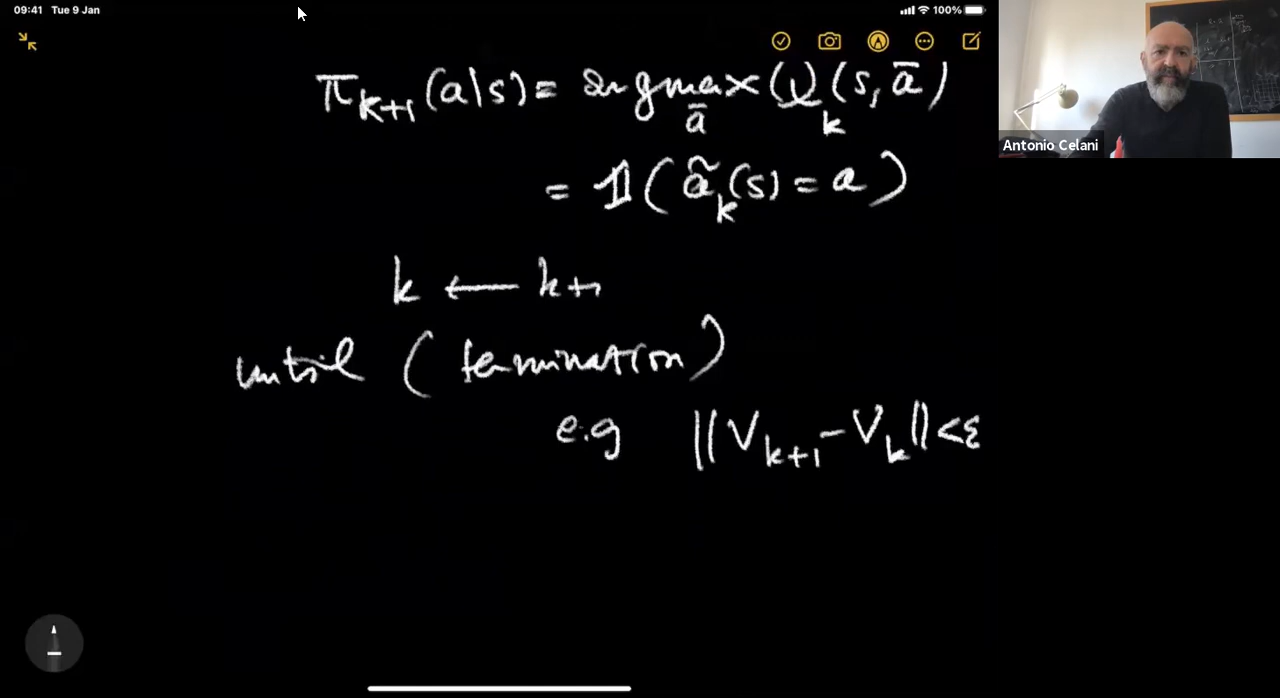 09:41 Tue 9 Jan
100%
π_{k+1}(a|s) = argmax_{ā} Q_k(s, ā)
= 𝟙(ã_k(s) = a)
k ← k+1
until (termination)
e.g ||V_{k+1} - V_k|| < ε
Antonio Celani